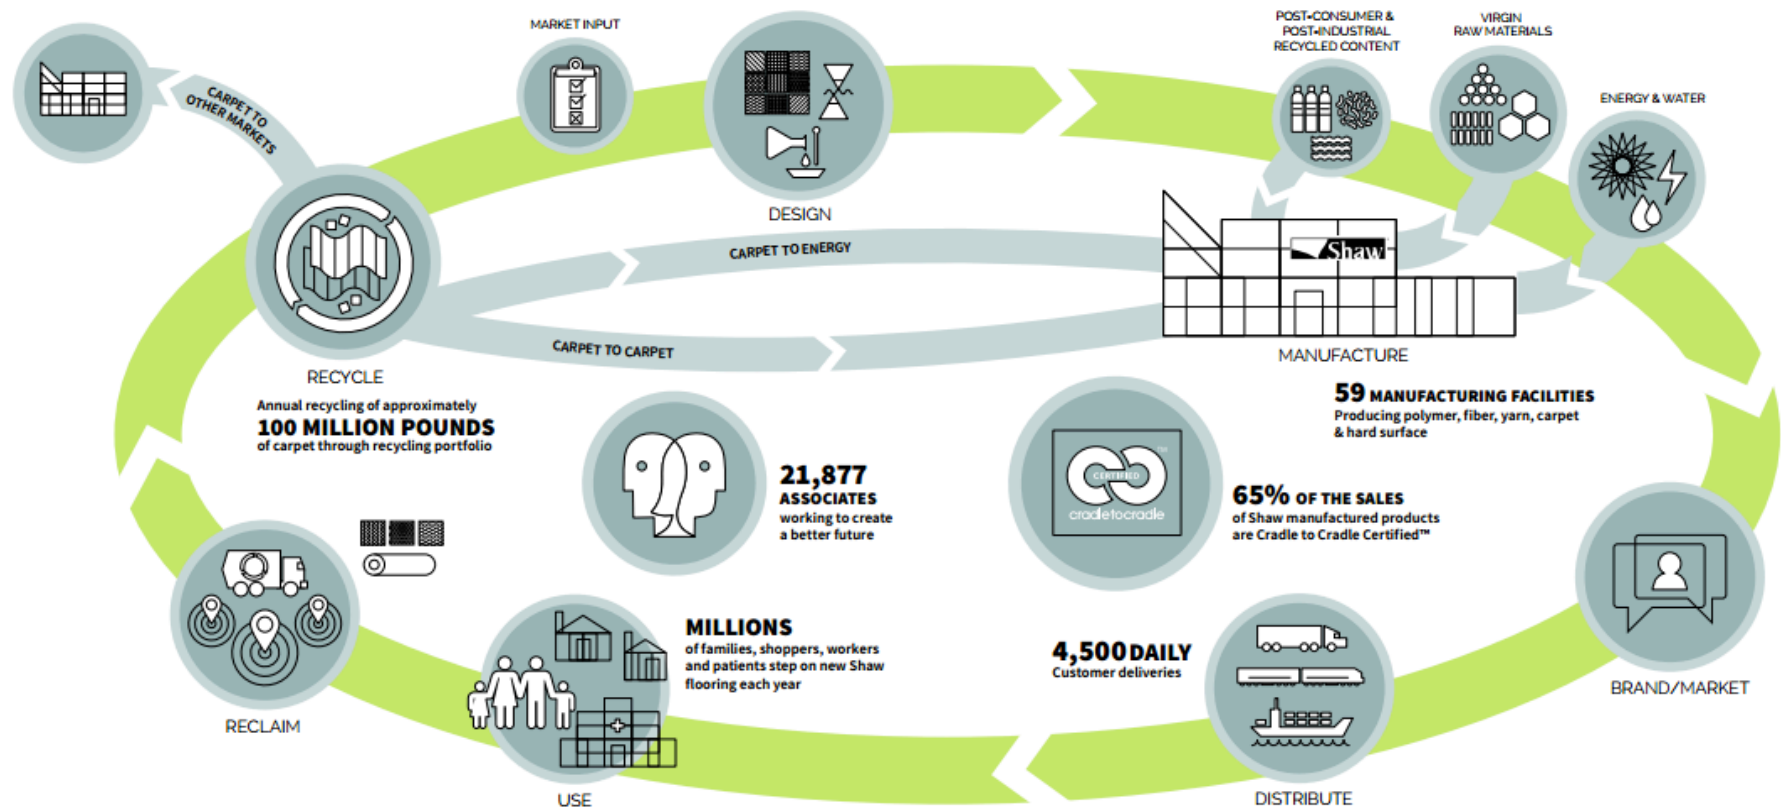 MARKET INPUT
POST-CONSUMER &
POST-INDUSTRIAL
RECYCLED CONTENT
VIRGIN
RAW MATERIALS
ENERGY & WATER
CARPET TO
OTHER MARKETS
DESIGN
CARPET TO ENERGY
Shaw
CARPET TO CARPET
MANUFACTURE
RECYCLE
Annual recycling of approximately
100 MILLION POUNDS
of carpet through recycling portfolio
59 MANUFACTURING FACILITIES
Producing polymer, fiber, yarn, carpet
& hard surface
21,877
ASSOCIATES
working to create
a better future
CERTIFIED
TM
cradletocradle
65% OF THE SALES
of Shaw manufactured products
are Cradle to Cradle Certified™
MILLIONS
of families, shoppers, workers
and patients step on new Shaw
flooring each year
4,500 DAILY
Customer deliveries
BRAND/MARKET
RECLAIM
USE
DISTRIBUTE